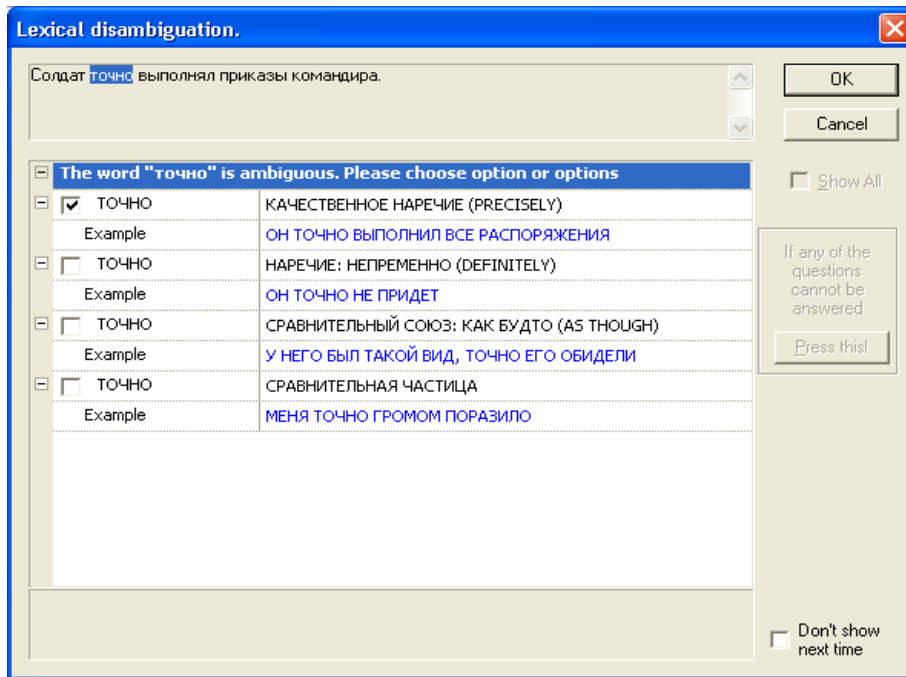 Lexical disambiguation.
Солдат точно выполнял приказы командира.
OK
Cancel
Show All
If any of the
questions
cannot be
answered
Press this!
The word "точно" is ambiguous. Please choose option or options
ТОЧНО КАЧЕСТВЕННОЕ НАРЕЧИЕ (PRECISELY)
Example ОН ТОЧНО ВЫПОЛНИЛ ВСЕ РАСПОРЯЖЕНИЯ
ТОЧНО НАРЕЧИЕ: НЕПРЕМЕННО (DEFINITELY)
Example ОН ТОЧНО НЕ ПРИДЕТ
ТОЧНО СРАВНИТЕЛЬНЫЙ СОЮЗ: КАК БУДТО (AS THOUGH)
Example У НЕГО БЫЛ ТАКОЙ ВИД, ТОЧНО ЕГО ОБИДЕЛИ
ТОЧНО СРАВНИТЕЛЬНАЯ ЧАСТИЦА
Example МЕНЯ ТОЧНО ГРОМОМ ПОРАЗИЛО
Don't show
next time